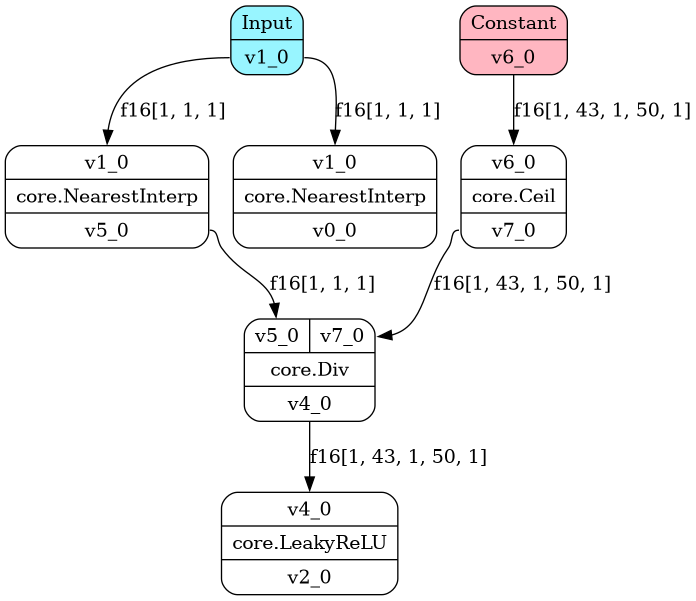 Input
v1_0
Constant
v6_0
f16[1, 1, 1]
f16[1, 1, 1]
f16[1, 43, 1, 50, 1]
v1_0
core.NearestInterp
v5_0
v1_0
core.NearestInterp
v0_0
v6_0
core.Ceil
v7_0
f16[1, 1, 1]
f16[1, 43, 1, 50, 1]
v5_0
v7_0
core.Div
v4_0
f16[1, 43, 1, 50, 1]
v4_0
core.LeakyReLU
v2_0